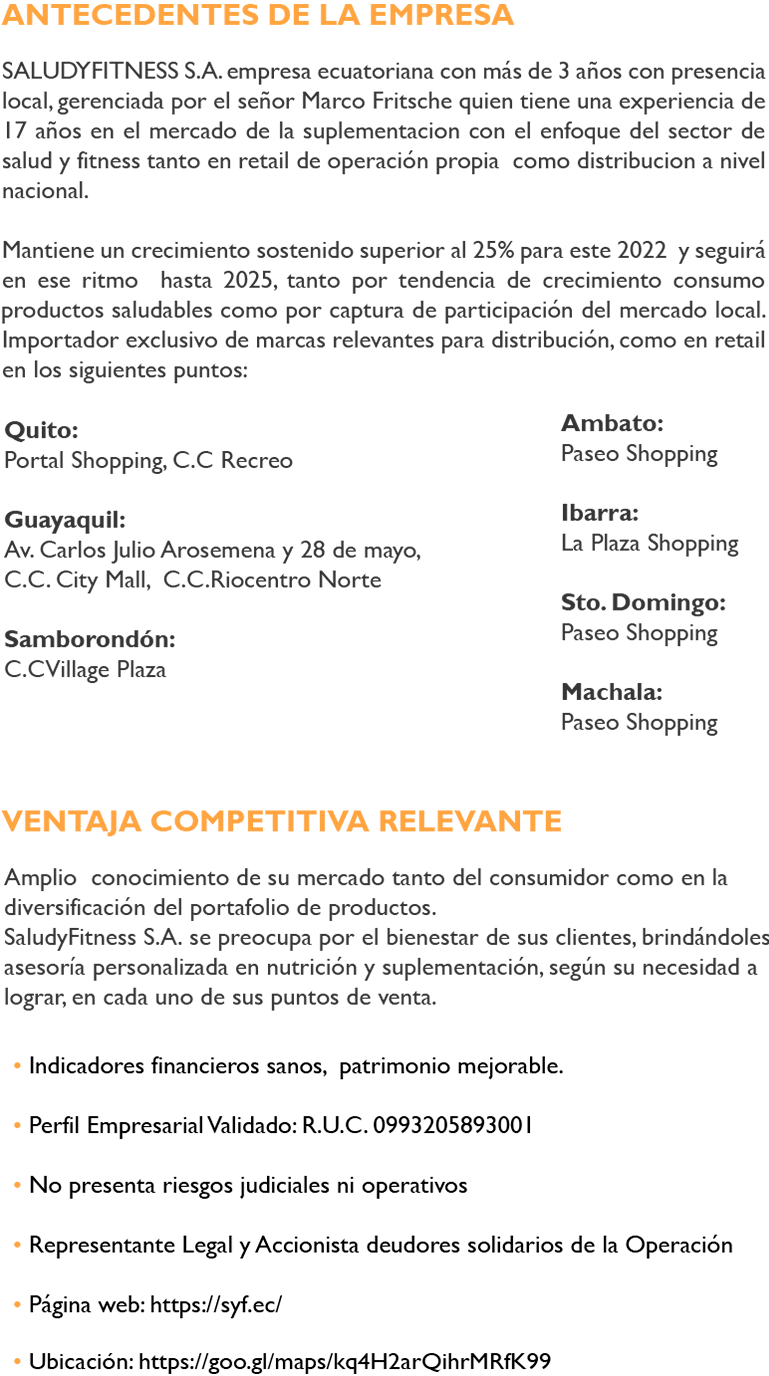 ANTECEDENTES DE LA EMPRESA
SALUDYFITNESS S.A. empresa ecuatoriana con más de 3 años con presencia
local, gerenciada por el señor Marco Fritsche quien tiene una experiencia de
17 años en el mercado de la suplementacion con el enfoque del sector de
salud y fitness tanto en retail de operación propia como distribucion a nivel
nacional.
Mantiene un crecimiento sostenido superior al 25% para este 2022 y seguirá
en ese ritmo hasta 2025, tanto por tendencia de crecimiento consumo
productos saludables como por captura de participación del mercado local.
Importador exclusivo de marcas relevantes para distribución, como en retail
en los siguientes puntos:
Quito:
Portal Shopping, C.C Recreo
Guayaquil:
Av. Carlos Julio Arosemena y 28 de mayo,
C.C. City Mall, C.C.Riocentro Norte
Samborondón:
C.CVillage Plaza
Ambato:
Paseo Shopping
Ibarra:
La Plaza Shopping
Sto. Domingo:
Paseo Shopping
Machala:
Paseo Shopping
VENTAJA COMPETITIVA RELEVANTE
Amplio conocimiento de su mercado tanto del consumidor como en la
diversificación del portafolio de productos.
SaludyFitness S.A. se preocupa por el bienestar de sus clientes, brindándoles
asesoría personalizada en nutrición y suplementación, según su necesidad a
lograr, en cada uno de sus puntos de venta.
• Indicadores financieros sanos, patrimonio mejorable.
• Perfil Empresarial Validado: R.U.C. 0993205893001
• No presenta riesgos judiciales ni operativos
• Representante Legal y Accionista deudores solidarios de la Operación
• Página web: https://syf.ec/
• Ubicación: https://goo.gl/maps/kq4H2arQihrMRfK99